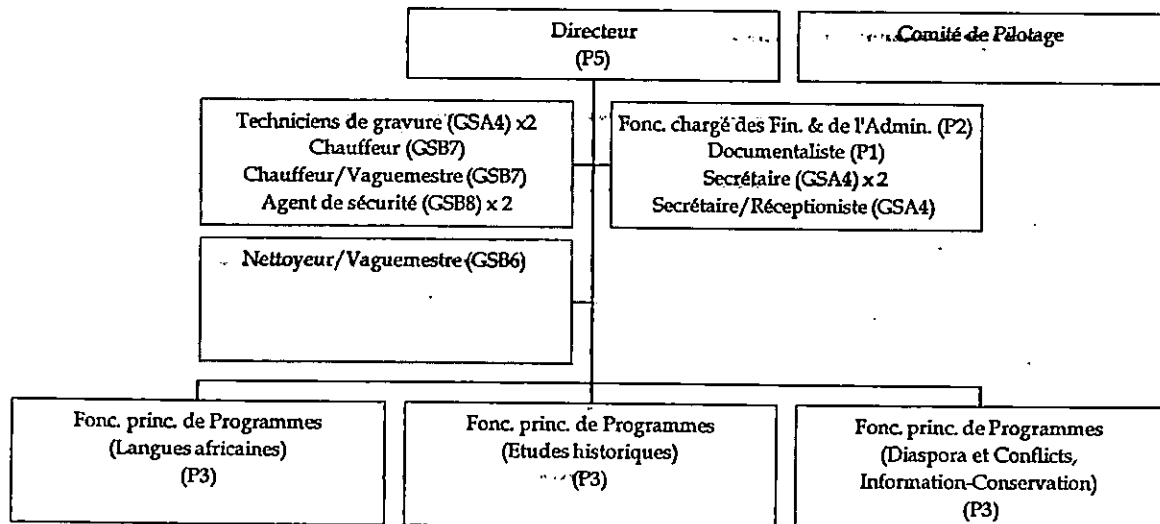 Directeur
(P5)
Comité de Pilotage
Techniciens de gravure (GSA4) x2
Chauffeur (GSB7)
Chauffeur/Vaguemestre (GSB7)
Agent de sécurité (GSB8) x 2
Fonc. chargé des Fin. & de l'Admin. (P2)
Documentaliste (P1)
Secrétaire (GSA4) x 2
Secrétaire/Réceptioniste (GSA4)
Nettoyeur/Vaguemestre (GSB6)
Fonc. princ. de Programmes
(Langues africaines)
(P3)
Fonc. princ. de Programmes
(Etudes historiques)
(P3)
Fonc. princ. de Programmes
(Diaspora et Conflicts,
Information-Conservation)
(P3)